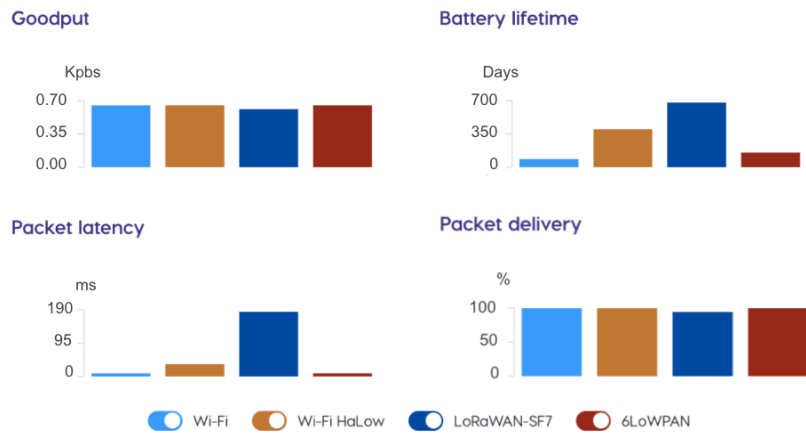 Goodput
Kpbs
0.70
0.35
0.00
Battery lifetime
Days
700
350
0
Packet latency
ms
190
95
0
Packet delivery
%
100
50
0
Wi-Fi
Wi-Fi HaLow
LoRaWAN-SF7
6LoWPAN